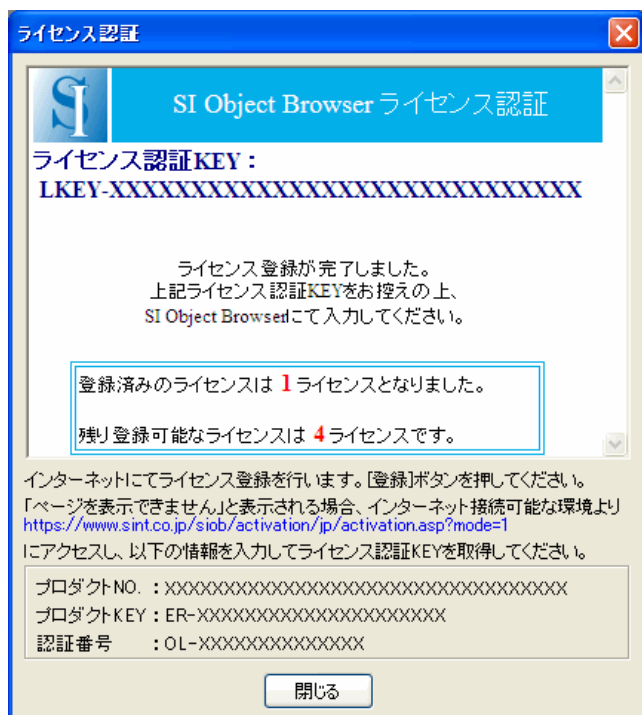 ライセンス認証
SI
SI Object Browser ライセンス認証
ライセンス認証KEY：
LKEY-XXXXXXXXXXXXXXXXXXXXXXXXXXXX
ライセンス登録が完了しました。
上記ライセンス認証KEYをお控えの上、
SI Object Browserにて入力してください。
登録済みのライセンスは 1 ライセンスとなりました。
残り登録可能なライセンスは 4 ライセンスです。
インターネットにてライセンス登録を行います。[登録]ボタンを押してください。
「ページを表示できません」と表示される場合、インターネット接続可能な環境より
https://www.sint.co.jp/siob/activation/jp/activation.asp?mode=1
にアクセスし、以下の情報を入力してライセンス認証KEYを取得してください。
プロダクトNO. ：XXXXXXXXXXXXXXXXXXXXXXXXXXXXXXXXXX
プロダクトKEY：ER-XXXXXXXXXXXXXXXXXXXXX
認証番号　　：OL-XXXXXXXXXXXXXX
閉じる